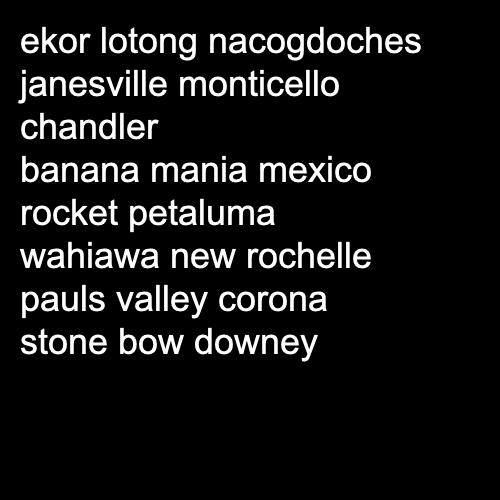 ekor lotong nacogdoches
janesville monticello
chandler
banana mania mexico
rocket petaluma
wahiawa new rochelle
pauls valley corona
stone bow downey